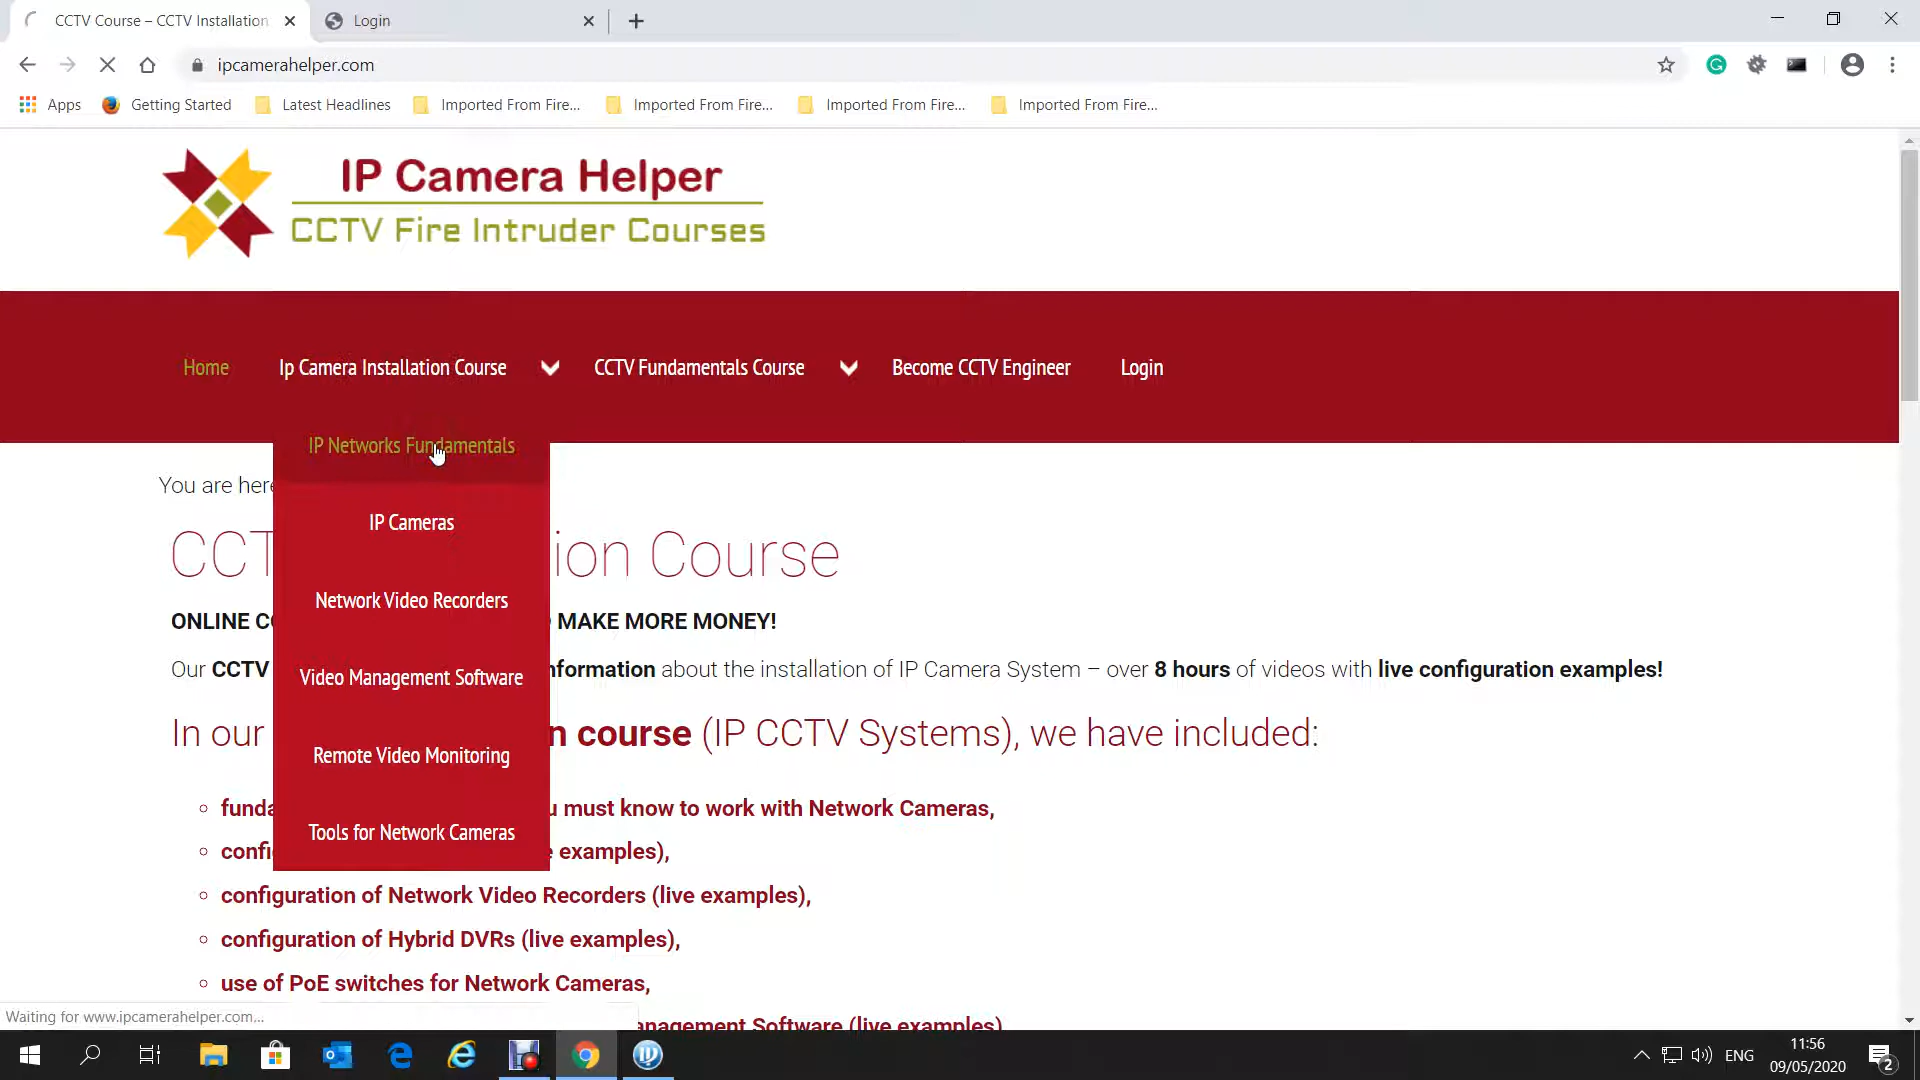 CCTV Course – CCTV Installation
Login
ipcamerahelper.com
Apps
Getting Started
Latest Headlines
Imported From Fire...
Imported From Fire...
Imported From Fire...
Imported From Fire...
IP Camera Helper
CCTV Fire Intruder Courses
Home
Ip Camera Installation Course
CCTV Fundamentals Course
Become CCTV Engineer
Login
IP Networks Fundamentals
IP Cameras
Network Video Recorders
Video Management Software
Remote Video Monitoring
Tools for Network Cameras
You are here
CCT ion Course
ONLINE CO MAKE MORE MONEY!
Our CCTV nformation about the installation of IP Camera System – over 8 hours of videos with live configuration examples!
In our n course (IP CCTV Systems), we have included:
funda u must know to work with Network Cameras,
confi e examples),
configuration of Network Video Recorders (live examples),
configuration of Hybrid DVRs (live examples),
use of PoE switches for Network Cameras,
anagement Software (live examples)
Waiting for www.ipcamerahelper.com...
ENG
11:56
09/05/2020
2